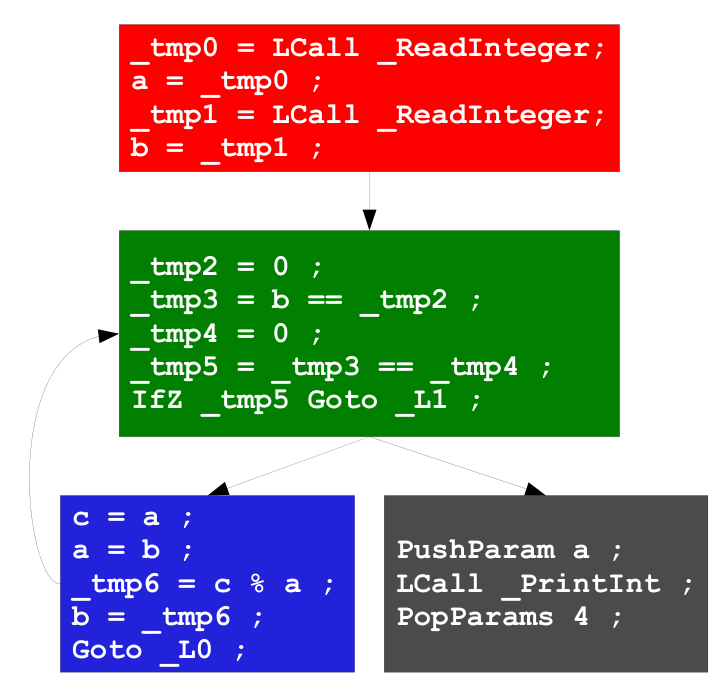 _tmp0 = LCall _ReadInteger;
a = _tmp0 ;
_tmp1 = LCall _ReadInteger;
b = _tmp1 ;
_tmp2 = 0 ;
_tmp3 = b == _tmp2 ;
_tmp4 = 0 ;
_tmp5 = _tmp3 == _tmp4 ;
IfZ _tmp5 Goto _L1 ;
c = a ;
a = b ;
_tmp6 = c % a ;
b = _tmp6 ;
Goto _L0 ;
PushParam a ;
LCall _PrintInt ;
PopParams 4 ;